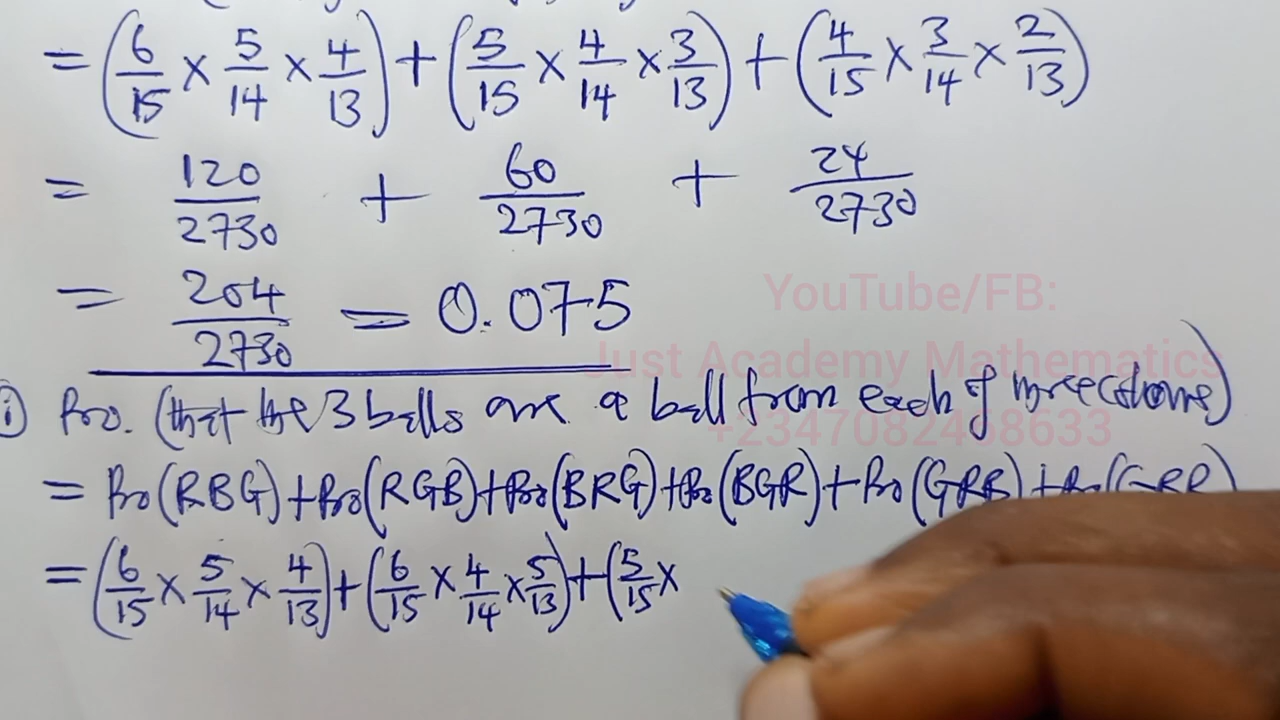 = (6/15 × 5/14 × 4/13) + (5/15 × 4/14 × 3/13) + (4/15 × 3/14 × 2/13)
= 120/2730 + 60/2730 + 24/2730
= 204/2730 = 0.075
YouTube/FB:
Just Academy Mathematics
+2347082458633
i) Pro. (that the 3 balls are a ball from each of three colours)
= Pro(RBG) + Pro(RGB) + Pro(BRG) + Pro(BGR) + Pro(GRB) +
= (6/15 × 5/14 × 4/13) + (6/15 × 4/14 × 5/13) + (5/15 ×